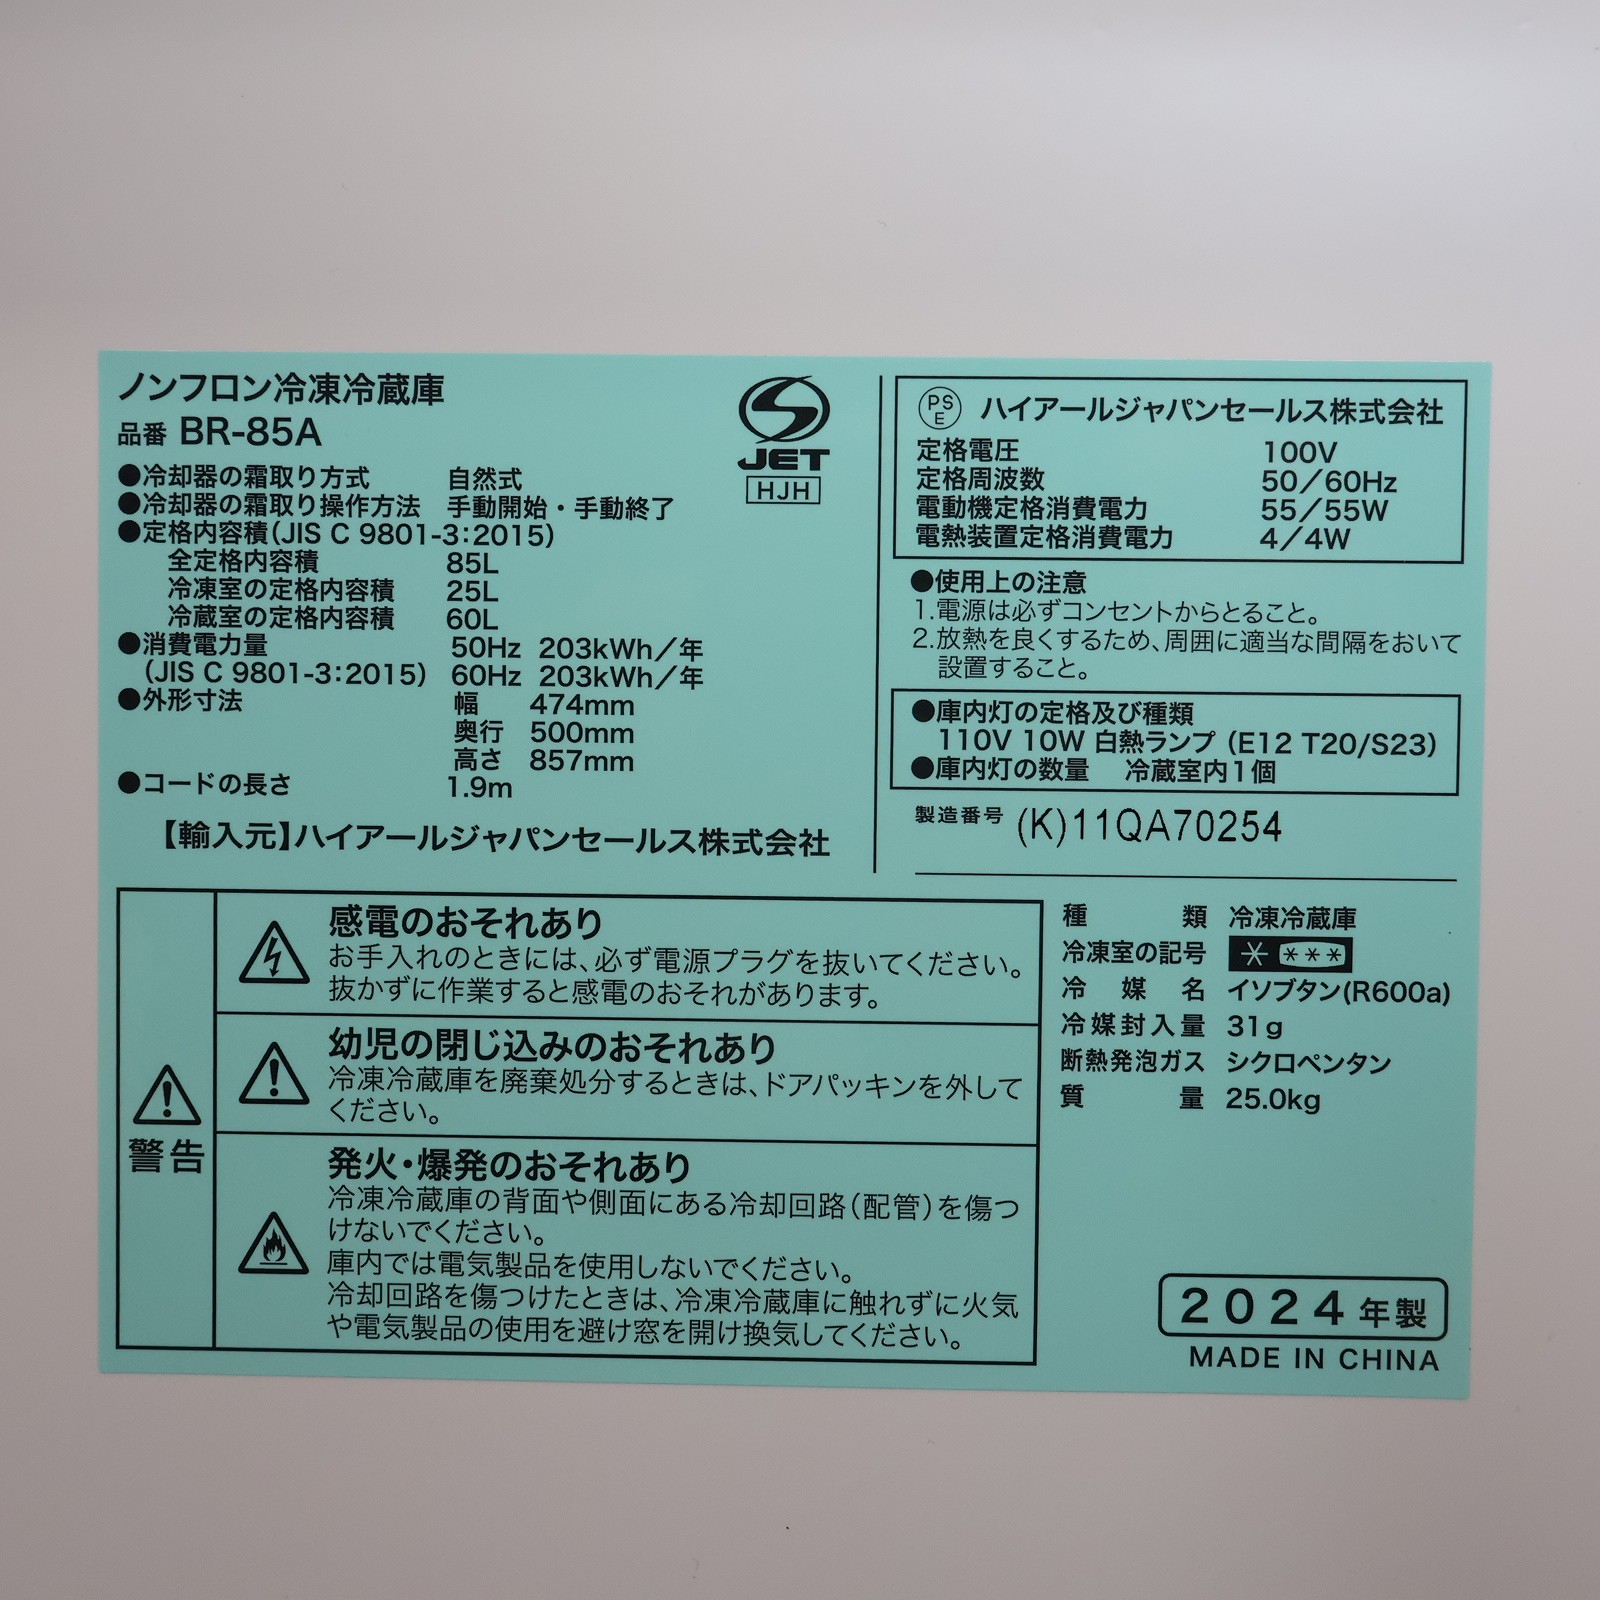 ノンフロン冷凍冷蔵庫
品番 BR-85A
●冷却器の霜取り方式 自然式
●冷却器の霜取り操作方法 手動開始・手動終了
●定格内容積(JIS C 9801-3:2015)
全定格内容積 85L
冷凍室の定格内容積 25L
冷蔵室の定格内容積 60L
●消費電力量 50Hz 203kWh/年
(JIS C 9801-3:2015) 60Hz 203kWh/年
●外形寸法 幅 474mm
奥行 500mm
高さ 857mm
●コードの長さ 1.9m
【輸入元】ハイアールジャパンセールス株式会社
JET
HJH
PS
E
ハイアールジャパンセールス株式会社
定格電圧 100V
定格周波数 50/60Hz
電動機定格消費電力 55/55W
電熱装置定格消費電力 4/4W
●使用上の注意
1.電源は必ずコンセントからとること。
2.放熱を良くするため、周囲に適当な間隔をおいて
設置すること。
●庫内灯の定格及び種類
110V 10W 白熱ランプ (E12 T20/S23)
●庫内灯の数量 冷蔵室内1個
製造番号 (K)11QA70254
警告
感電のおそれあり
お手入れのときには、必ず電源プラグを抜いてください。
抜かずに作業すると感電のおそれがあります。
幼児の閉じ込みのおそれあり
冷凍冷蔵庫を廃棄処分するときは、ドアパッキンを外して
ください。
発火・爆発のおそれあり
冷凍冷蔵庫の背面や側面にある冷却回路(配管)を傷つ
けないでください。
庫内では電気製品を使用しないでください。
冷却回路を傷つけたときは、冷凍冷蔵庫に触れずに火気
や電気製品の使用を避け窓を開け換気してください。
種類 冷凍冷蔵庫
冷凍室の記号 * ***
冷媒名 イソブタン(R600a)
冷媒封入量 31g
断熱発泡ガス シクロペンタン
質量 25.0kg
2024年製
MADE IN CHINA